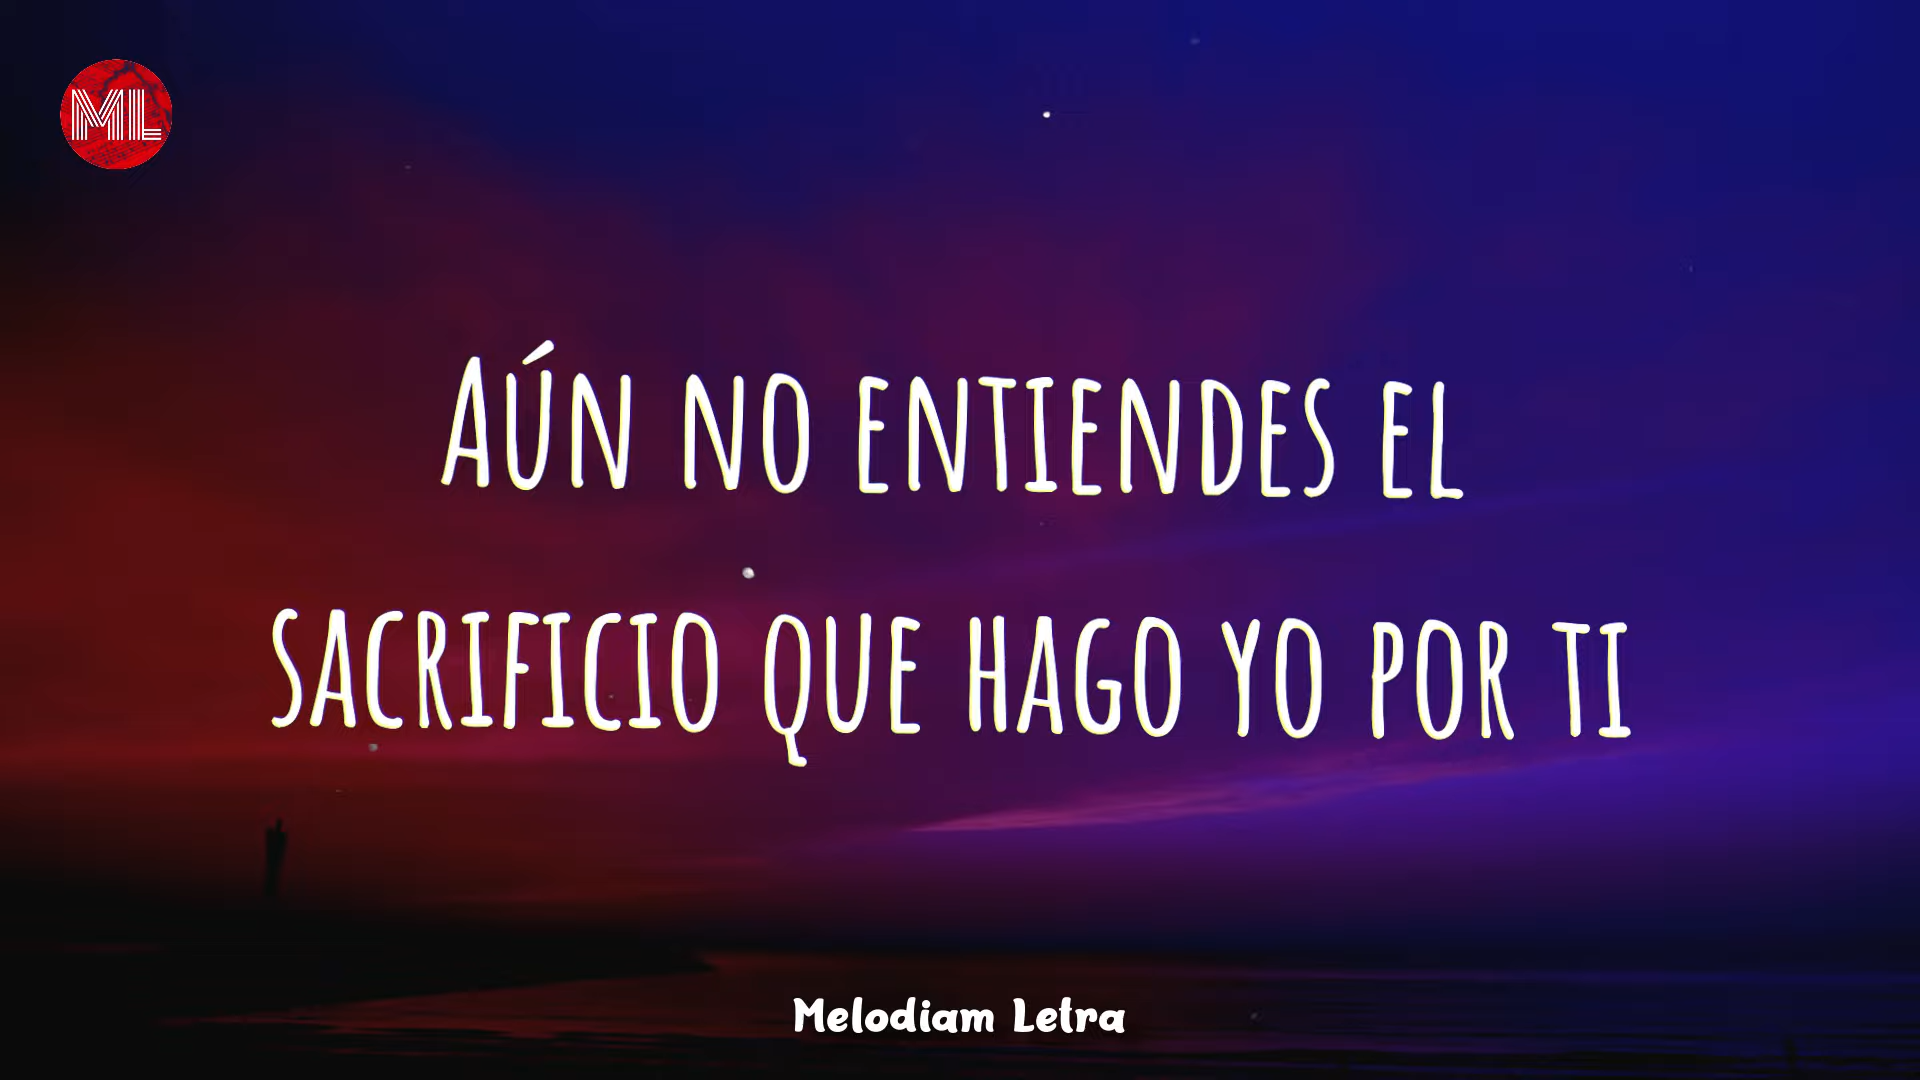 ML
Aún no entiendes el
sacrificio que hago yo por ti
Melodiam Letra